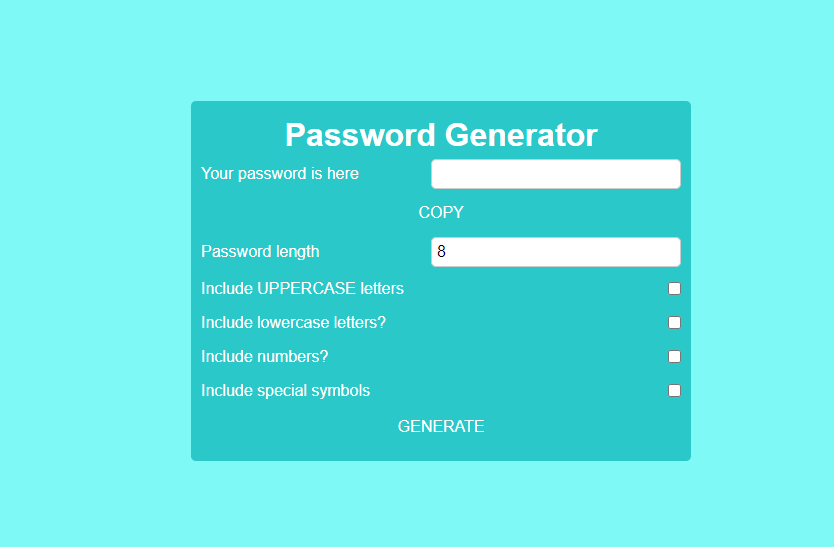 Password Generator
Your password is here
COPY
Password length 8
Include UPPERCASE letters
Include lowercase letters?
Include numbers?
Include special symbols
GENERATE